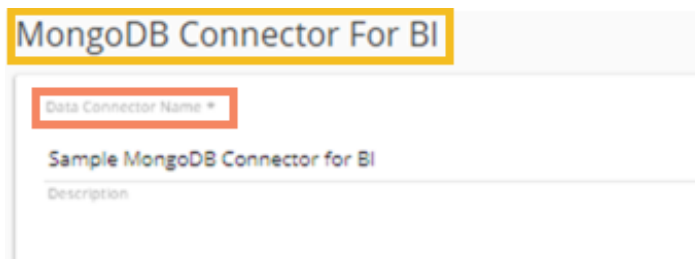 MongoDB Connector For BI
Data Connector Name *
Sample MongoDB Connector for BI
Description